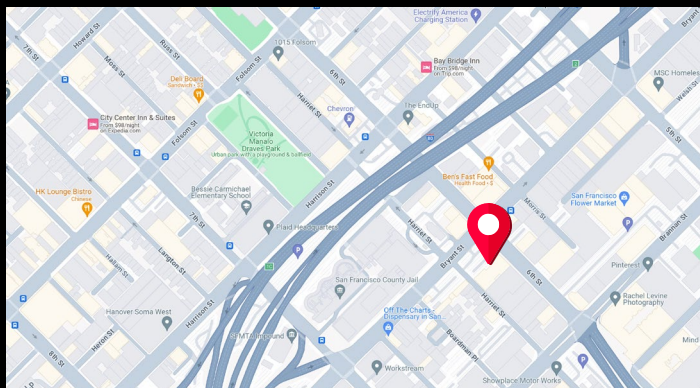 Electrify America
Charging Station
Bryant
Howard St
7th St
Russ St
Moss St
1015 Folsom
Folsom St
6th St
Bay Bridge Inn
From $98/night
on Trip.com
MSC Homeles
Welsh St
Deli Board
Sandwich • $
Harriet St
Chevron
The EndUp
City Center Inn & Suites
From $98/night
on Expedia.com
Folsom St
Victoria
Manalo
Draves Park
Urban park with a playground & ballfield
5th St
Ben's Fast Food
Health Food • $
HK Lounge Bistro
Chinese
Bessie Carmichael
Elementary School
Harrison St
Morris St
San Francisco
Flower Market
7th St
Plaid Headquarters
Harriet St
Brannan St
P
P
Langton St
Hallam St
Bryant St
6th St
Pinterest
San Francisco County Jail
Harriet St
Rachel Levine
Photography
Hanover Soma West
Harrison St
Off The Charts -
Dispensary in San...
Heron St
Boardman Pl
Mind
8th St
Workstream
P
Showplace Motor Works